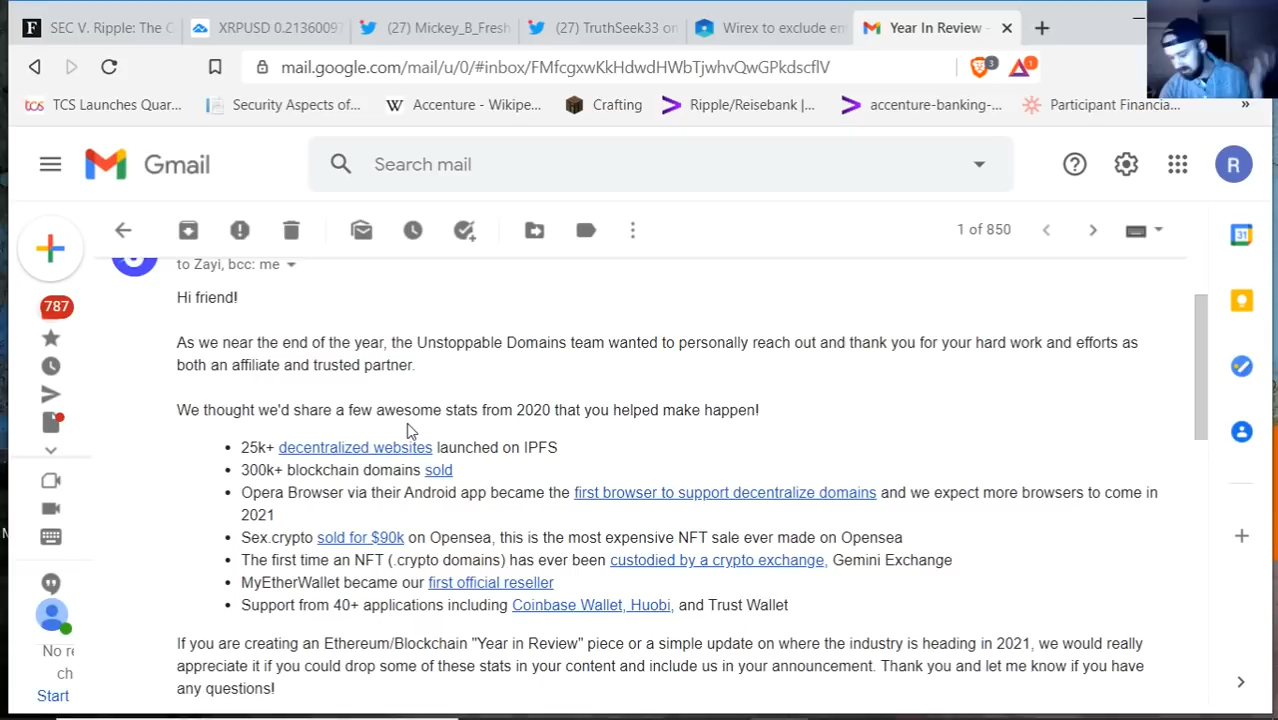 SEC V. Ripple: The C
XRPUSD 0.21360097
(27) Mickey_B_Fresh
(27) TruthSeek33 on
Wirex to exclude em
Year In Review -
mail.google.com/mail/u/0/#inbox/FMfcgxwKkHdwdHWbTjwhvQwGPkdscflV
3
1
TCS Launches Quar...
Security Aspects of...
Accenture - Wikipe...
Crafting
Ripple/Reisebank |...
accenture-banking-...
Participant Financia...
»
Gmail
Search mail
R
1 of 850
787
to Zayi, bcc: me
Hi friend!
As we near the end of the year, the Unstoppable Domains team wanted to personally reach out and thank you for your hard work and efforts as
both an affiliate and trusted partner.
We thought we'd share a few awesome stats from 2020 that you helped make happen!
• 25k+ decentralized websites launched on IPFS
• 300k+ blockchain domains sold
• Opera Browser via their Android app became the first browser to support decentralize domains and we expect more browsers to come in
2021
• Sex.crypto sold for $90k on Opensea, this is the most expensive NFT sale ever made on Opensea
• The first time an NFT (.crypto domains) has ever been custodied by a crypto exchange, Gemini Exchange
• MyEtherWallet became our first official reseller
• Support from 40+ applications including Coinbase Wallet, Huobi, and Trust Wallet
If you are creating an Ethereum/Blockchain "Year in Review" piece or a simple update on where the industry is heading in 2021, we would really
appreciate it if you could drop some of these stats in your content and include us in your announcement. Thank you and let me know if you have
any questions!
No re
ch
Start
31